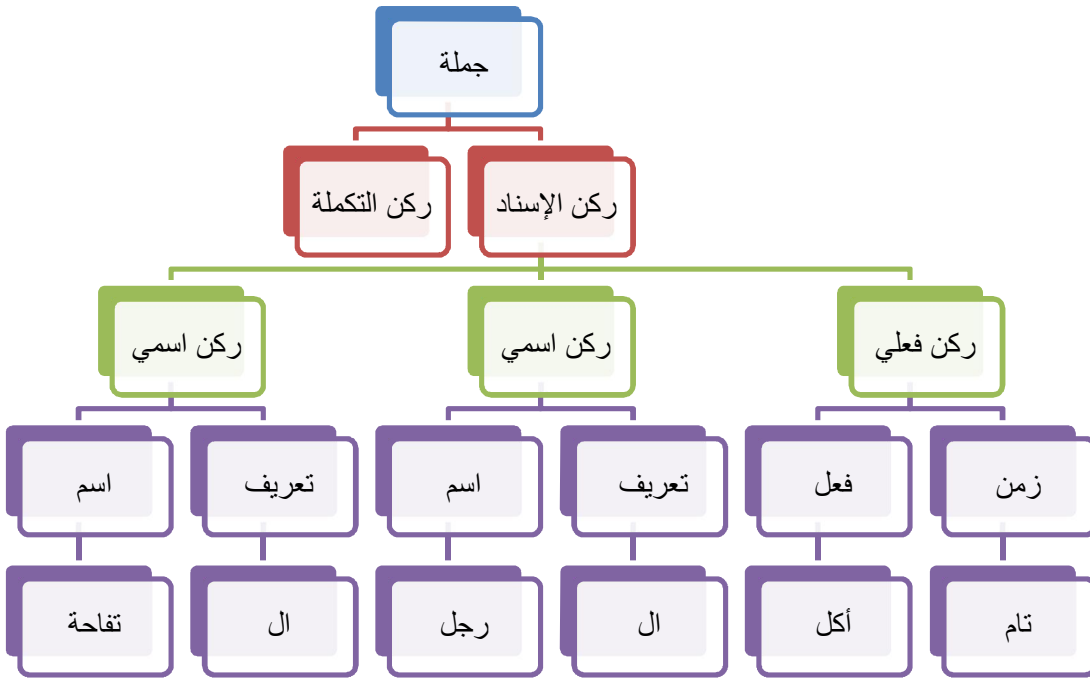 جملة
ركن الإسناد
ركن التكملة
ركن فعلي
ركن اسمي
ركن اسمي
زمن
فعل
تعريف
اسم
تعريف
اسم
تام
أكل
ال
رجل
ال
تفاحة